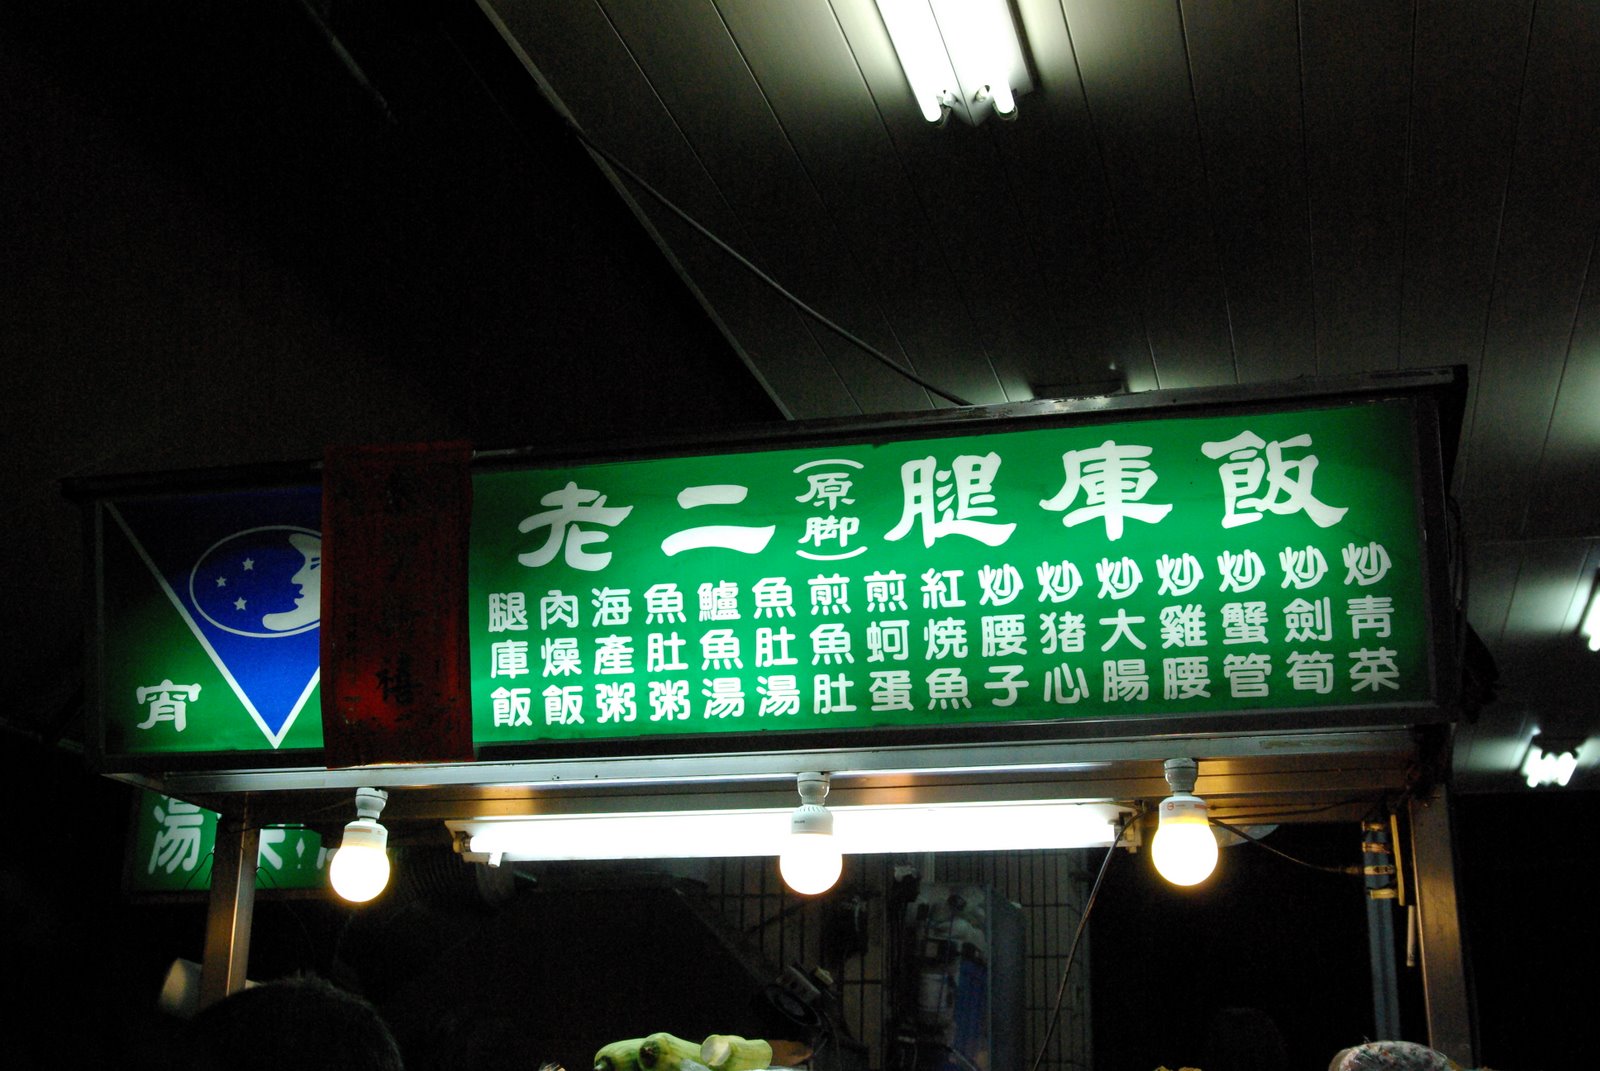 老二(原脚)腿庫飯
腿庫飯
肉燥飯
海產粥
魚肚粥
鱸魚湯
魚肚湯
煎魚肚
煎蚵蛋
紅燒魚
炒腰子
炒猪心
炒大腸
炒雞腰
炒蟹管
炒劍筍
炒青菜
宵
湯